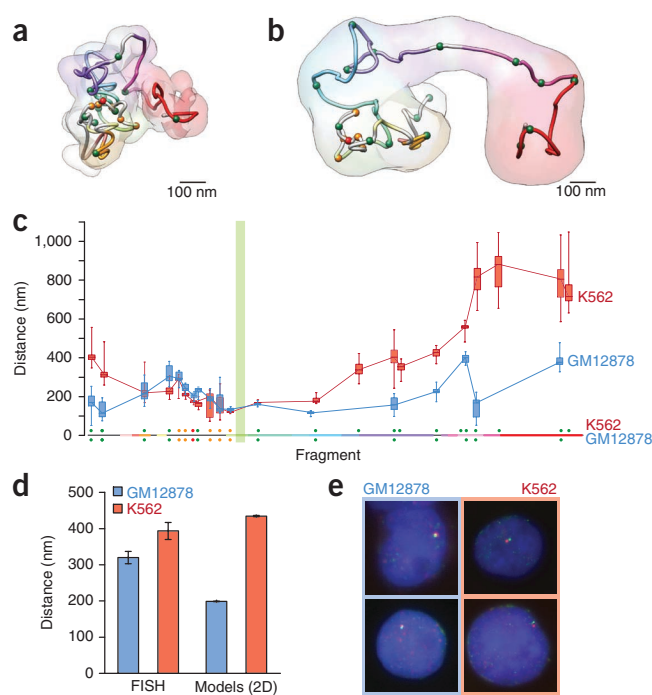 a
b
100 nm
100 nm
c
1,000
800
600
400
200
0
Distance (nm)
K562
GM12878
K562
GM12878
Fragment
d
500
400
300
200
100
0
Distance (nm)
GM12878
K562
FISH
Models (2D)
e
GM12878
K562